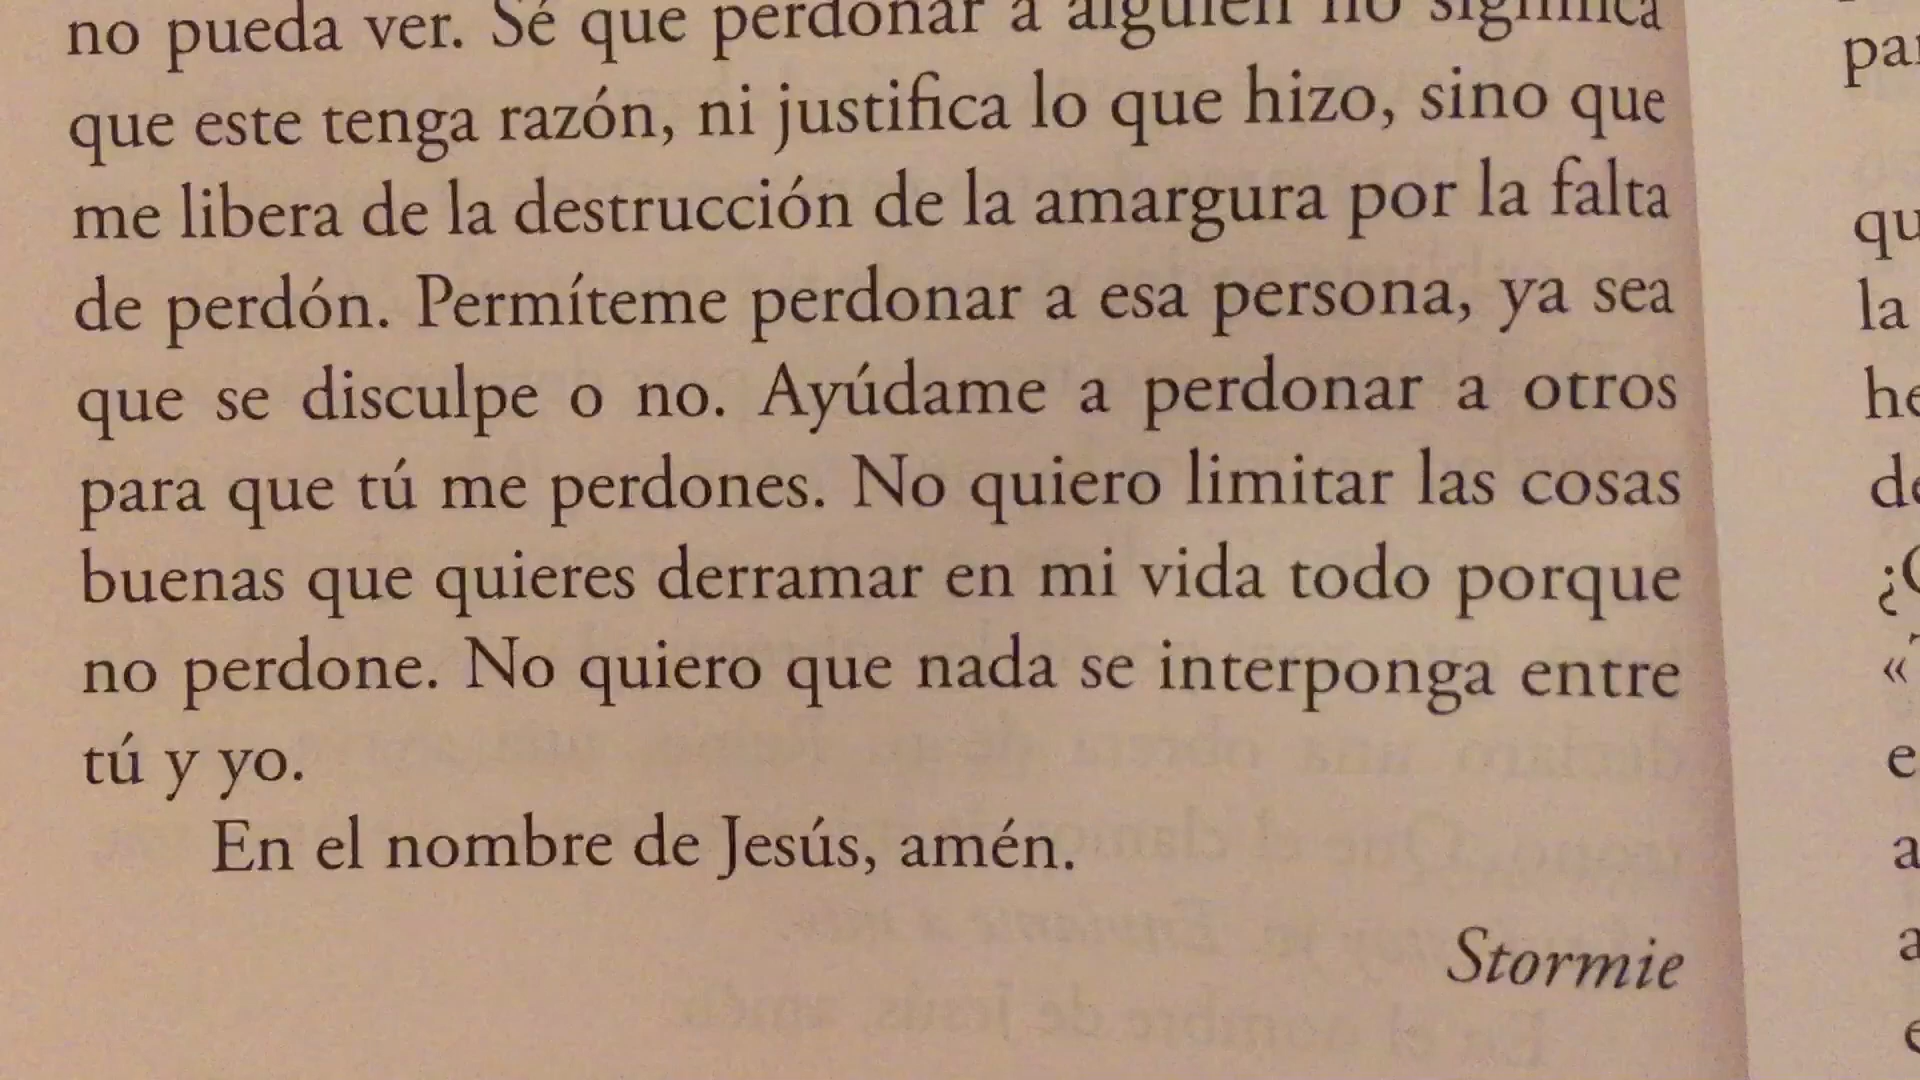 no pueda ver. Sé que perdonar a alguien no significa
que este tenga razón, ni justifica lo que hizo, sino que
me libera de la destrucción de la amargura por la falta
de perdón. Permíteme perdonar a esa persona, ya sea
que se disculpe o no. Ayúdame a perdonar a otros
para que tú me perdones. No quiero limitar las cosas
buenas que quieres derramar en mi vida todo porque
no perdone. No quiero que nada se interponga entre
tú y yo.
En el nombre de Jesús, amén.
Stormie
la